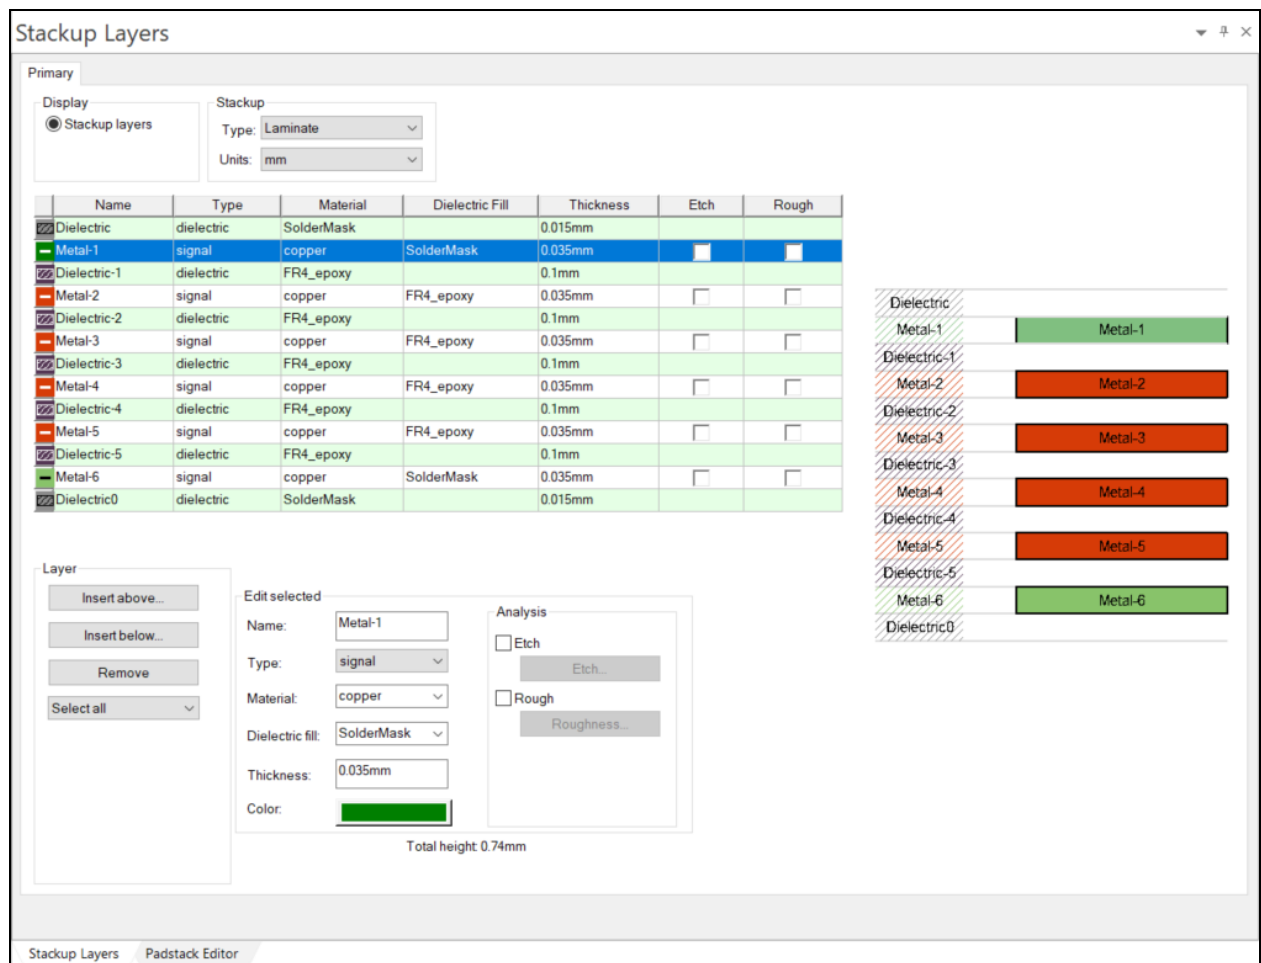 Stackup Layers
Primary
Display
Stackup layers
Stackup
Type: Laminate
Units: mm
Name Type Material Dielectric Fill Thickness Etch Rough
Dielectric dielectric SolderMask 0.015mm
Metal-1 signal copper SolderMask 0.035mm
Dielectric-1 dielectric FR4_epoxy 0.1mm
Metal-2 signal copper FR4_epoxy 0.035mm
Dielectric-2 dielectric FR4_epoxy 0.1mm
Metal-3 signal copper FR4_epoxy 0.035mm
Dielectric-3 dielectric FR4_epoxy 0.1mm
Metal-4 signal copper FR4_epoxy 0.035mm
Dielectric-4 dielectric FR4_epoxy 0.1mm
Metal-5 signal copper FR4_epoxy 0.035mm
Dielectric-5 dielectric FR4_epoxy 0.1mm
Metal-6 signal copper SolderMask 0.035mm
Dielectric0 dielectric SolderMask 0.015mm
Dielectric
Metal-1 Metal-1
Dielectric-1
Metal-2 Metal-2
Dielectric-2
Metal-3 Metal-3
Dielectric-3
Metal-4 Metal-4
Dielectric-4
Metal-5 Metal-5
Dielectric-5
Metal-6 Metal-6
Dielectric0
Layer
Insert above...
Insert below...
Remove
Select all
Edit selected
Name: Metal-1
Type: signal
Material: copper
Dielectric fill: SolderMask
Thickness: 0.035mm
Color:
Analysis
Etch
Etch...
Rough
Roughness...
Total height: 0.74mm
Stackup Layers Padstack Editor